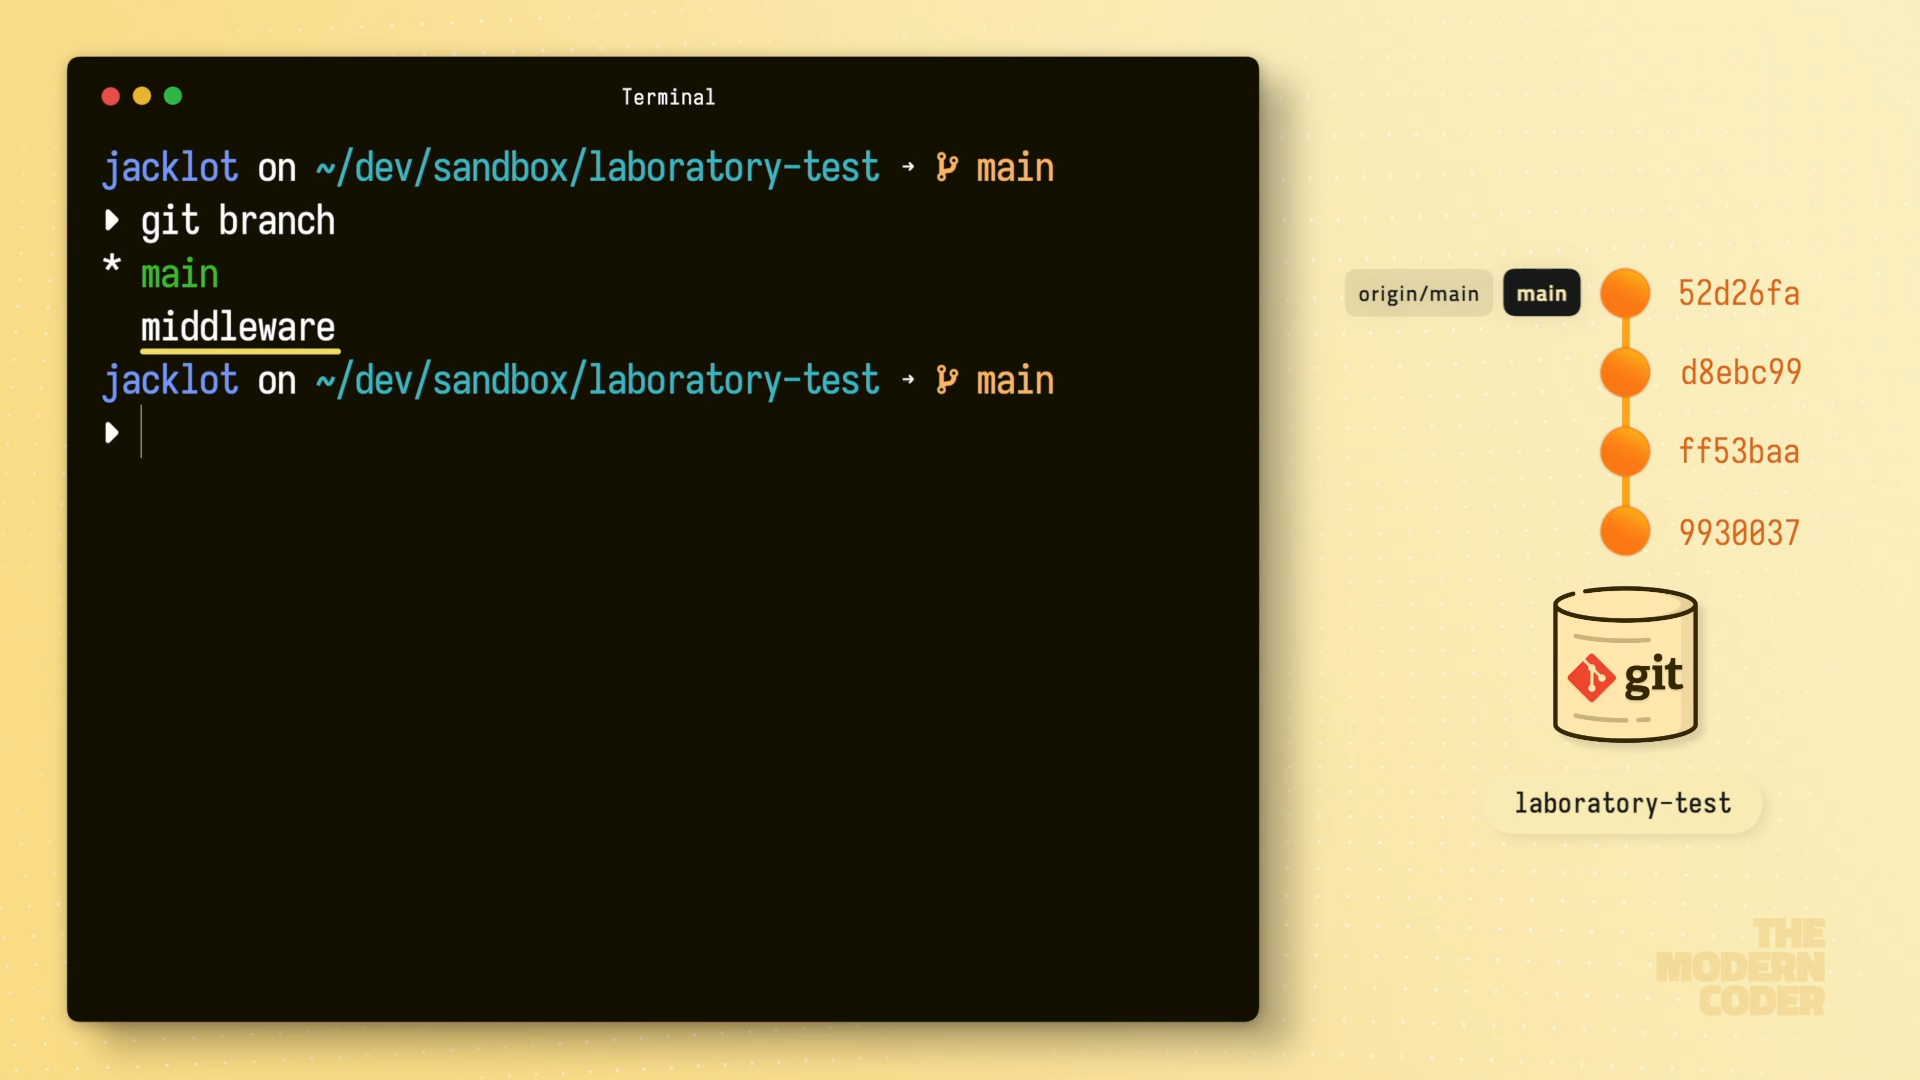 Terminal
jacklot on ~/dev/sandbox/laboratory-test → main
git branch
* main
middleware
jacklot on ~/dev/sandbox/laboratory-test → main
origin/main main 52d26fa
d8ebc99
ff53baa
9930037
git
laboratory-test
THE
MODERN
CODER